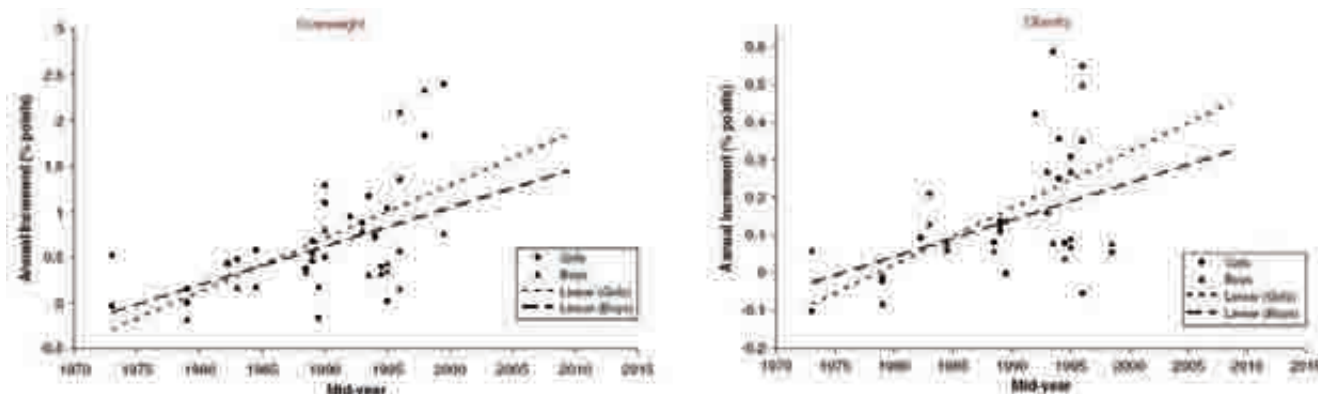 Overweight
Annual Increment (% points)
2.5
2
1.5
1
0.5
0
1970 1975 1980 1985 1990 1995 2000 2005 2010 2015
Mid-year
Girls
Boys
Linear (Girls)
Linear (Boys)
Obesity
Annual Increment (% points)
0.6
0.5
0.4
0.3
0.2
0.1
0
-0.1
-0.2
1970 1975 1980 1985 1990 1995 2000 2005 2010 2015
Mid-year
Girls
Boys
Linear (Girls)
Linear (Boys)